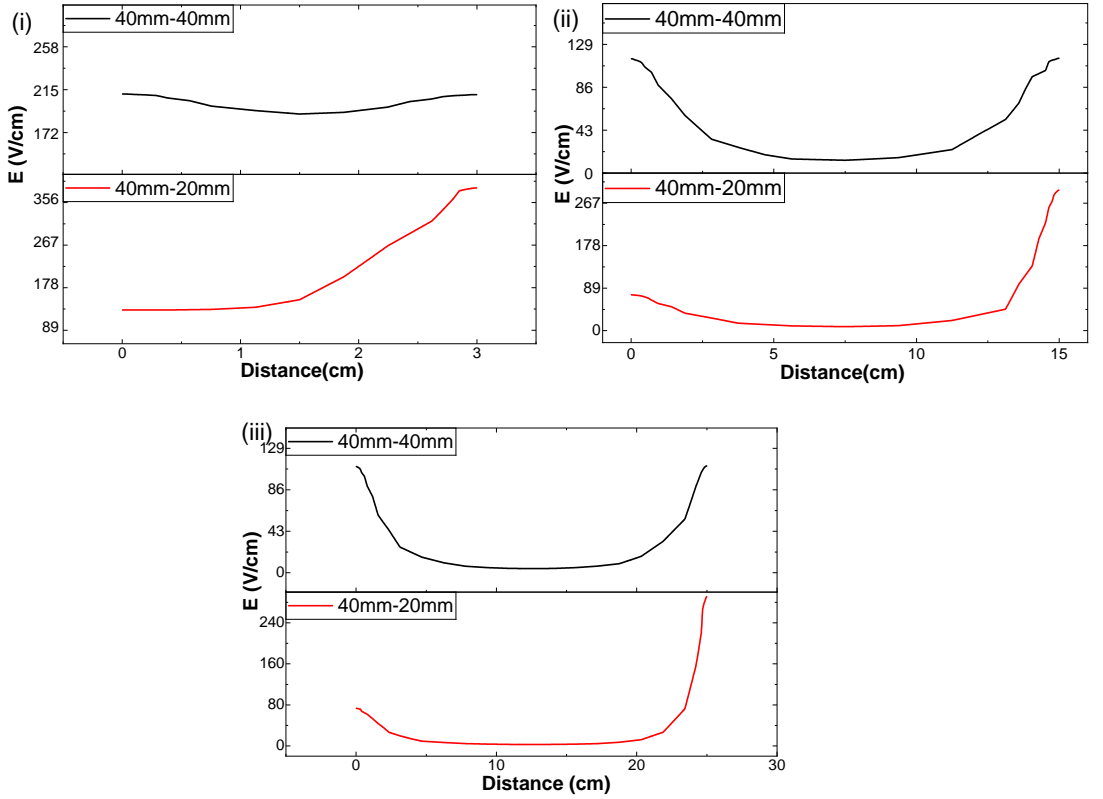 (i)
40mm-40mm
258
215
172
E (V/cm)
40mm-20mm
356
267
178
89
0 1 2 3
Distance(cm)
(ii)
40mm-40mm
129
86
43
0
E (V/cm)
40mm-20mm
267
178
89
0
0 5 10 15
Distance(cm)
(iii)
40mm-40mm
129
86
43
0
E (V/cm)
40mm-20mm
240
160
80
0
0 10 20 30
Distance (cm)